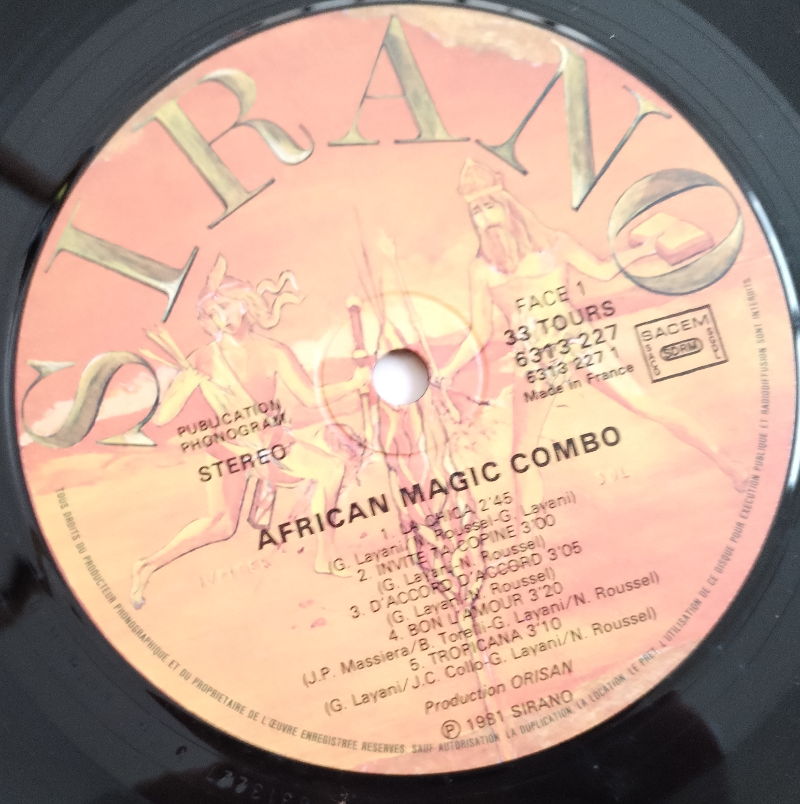 SIRANO
FACE 1
33 TOURS
6313 227
6313 227 1
Made in France
SACEM
SACD
SDRM
SGDL
PUBLICATION
PHONOGRAM
STEREO
AFRICAN MAGIC COMBO
1. LA CHICA 2'45
(G. Layani/N. Roussel-G. Layani)
2. INVITE TA COPINE 3'00
(G. Layani-N. Roussel)
3. D'ACCORD D'ACCORD 3'05
(G. Layani-N. Roussel)
4. BON L'AMOUR 3'20
(J.P. Massiera/B. Torelli-G. Layani/N. Roussel)
5. TROPICANA 3'10
(G. Layani/J.C. Collo-G. Layani/N. Roussel)
Production ORISAN
Ⓟ 1981 SIRANO
TOUS DROITS DU PRODUCTEUR PHONOGRAPHIQUE ET DU PROPRIETAIRE DE L'ŒUVRE ENREGISTREE RESERVES. SAUF AUTORISATION, LA DUPLICATION, LA LOCATION, LE PRET, L'UTILISATION DE CE DISQUE POUR EXECUTION PUBLIQUE ET RADIODIFFUSION SONT INTERDITS